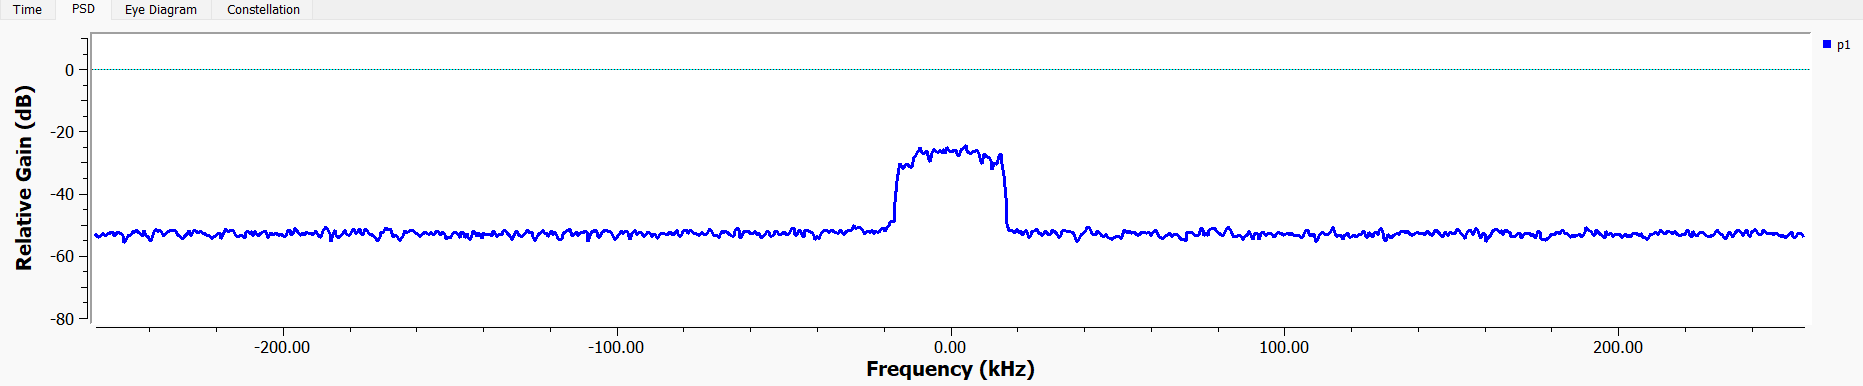 Time PSD Eye Diagram Constellation
p1
0
-20
-40
-60
-80
Relative Gain (dB)
-200.00 -100.00 0.00 100.00 200.00
Frequency (kHz)